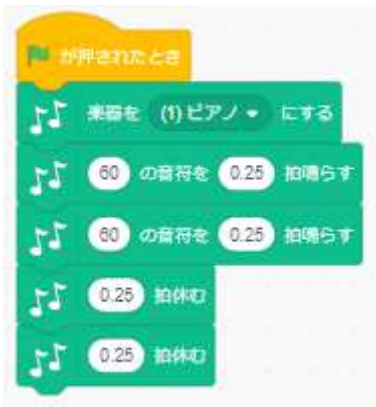 が押されたとき
楽器を (1) ピアノ にする
60 の音符を 0.25 拍鳴らす
60 の音符を 0.25 拍鳴らす
0.25 拍休む
0.25 拍休む